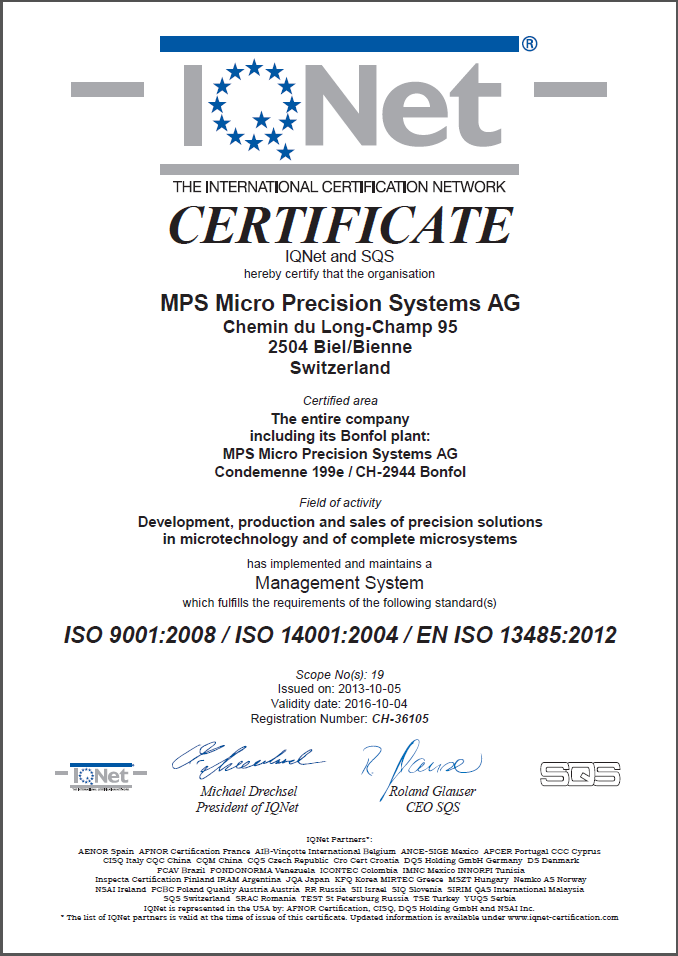 IQNet®
THE INTERNATIONAL CERTIFICATION NETWORK
CERTIFICATE
IQNet and SQS
hereby certify that the organisation
MPS Micro Precision Systems AG
Chemin du Long-Champ 95
2504 Biel/Bienne
Switzerland
Certified area
The entire company
including its Bonfol plant:
MPS Micro Precision Systems AG
Condemenne 199e / CH-2944 Bonfol
Field of activity
Development, production and sales of precision solutions
in microtechnology and of complete microsystems
has implemented and maintains a
Management System
which fulfills the requirements of the following standard(s)
ISO 9001:2008 / ISO 14001:2004 / EN ISO 13485:2012
Scope No(s): 19
Issued on: 2013-10-05
Validity date: 2016-10-04
Registration Number: CH-36105
IQNet
SQS
Michael Drechsel Roland Glauser
President of IQNet CEO SQS
IQNet Partners*:
AENOR Spain AFNOR Certification France AIB-Vinçotte International Belgium ANCE-SIGE Mexico APCER Portugal CCC Cyprus
CISQ Italy CQC China CQM China CQS Czech Republic Cro Cert Croatia DQS Holding GmbH Germany DS Denmark
FCAV Brazil FONDONORMA Venezuela ICONTEC Colombia IMNC Mexico INNORPI Tunisia
Inspecta Certification Finland IRAM Argentina JQA Japan KFQ Korea MIRTEC Greece MSZT Hungary Nemko AS Norway
NSAI Ireland PCBC Poland Quality Austria Austria RR Russia SII Israel SIQ Slovenia SIRIM QAS International Malaysia
SQS Switzerland SRAC Romania TEST St Petersburg Russia TSE Turkey YUQS Serbia
IQNet is represented in the USA by: AFNOR Certification, CISQ, DQS Holding GmbH and NSAI Inc.
* The list of IQNet partners is valid at the time of issue of this certificate. Updated information is available under www.iqnet-certification.com